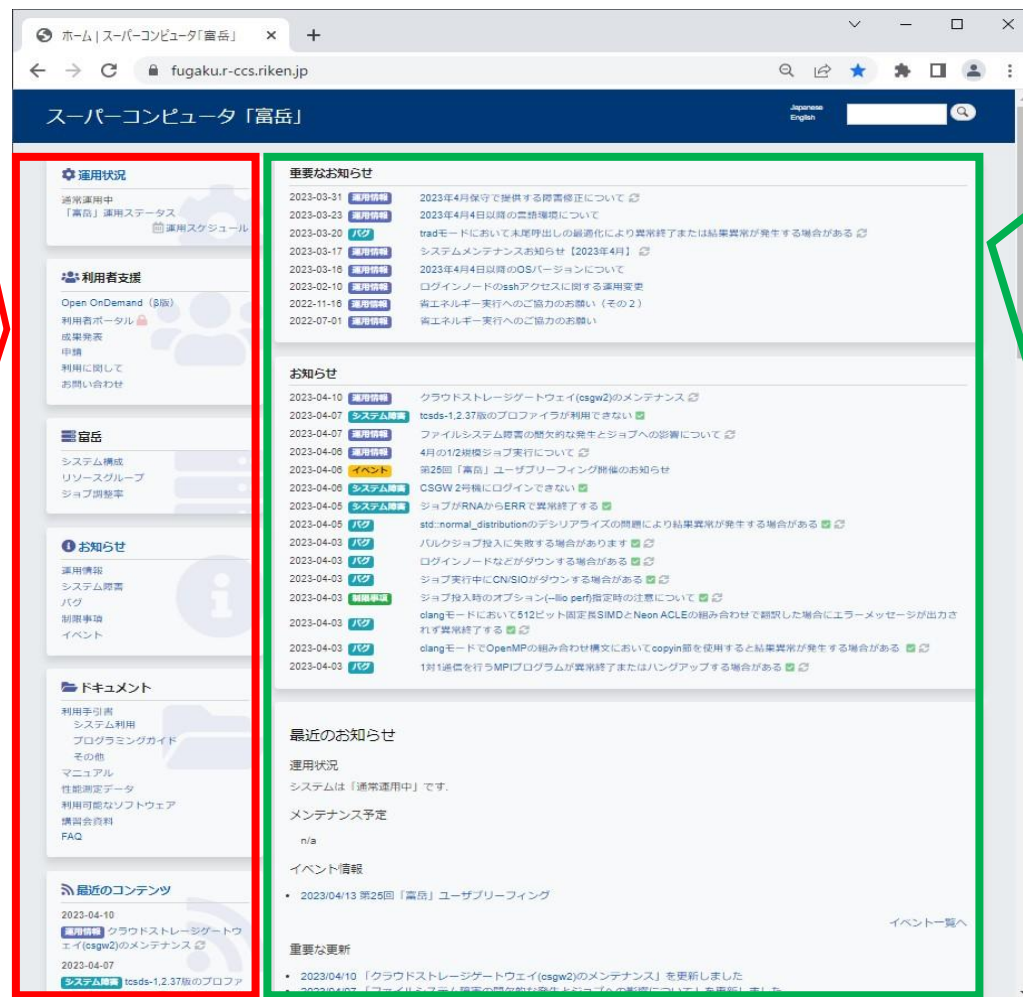 ホーム | スーパーコンピュータ「富岳」
fugaku.r-ccs.riken.jp
スーパーコンピュータ「富岳」
Japanese
English
運用状況
通常運用中
「富岳」運用ステータス
運用スケジュール
利用者支援
Open OnDemand（β版）
利用者ポータル
成果発表
申請
利用に関して
お問い合わせ
富岳
システム構成
リソースグループ
ジョブ調整率
お知らせ
運用情報
システム障害
バグ
制限事項
イベント
ドキュメント
利用手引書
システム利用
プログラミングガイド
その他
マニュアル
性能測定データ
利用可能なソフトウェア
講習会資料
FAQ
最近のコンテンツ
2023-04-10
運用情報 クラウドストレージゲートウ
ェイ(csgw2)のメンテナンス
2023-04-07
システム障害 tcsds-1,2.37版のプロファ
重要なお知らせ
2023-03-31 運用情報 2023年4月保守で提供する障害修正について
2023-03-23 運用情報 2023年4月4日以降の言語環境について
2023-03-20 バグ tradモードにおいて末尾呼出しの最適化により異常終了または結果異常が発生する場合がある
2023-03-17 運用情報 システムメンテナンスお知らせ【2023年4月】
2023-03-16 運用情報 2023年4月4日以降のOSバージョンについて
2023-02-10 運用情報 ログインノードのsshアクセスに関する運用変更
2022-11-16 運用情報 省エネルギー実行へのご協力のお願い（その２）
2022-07-01 運用情報 省エネルギー実行へのご協力のお願い
お知らせ
2023-04-10 運用情報 クラウドストレージゲートウェイ(csgw2)のメンテナンス
2023-04-07 システム障害 tcsds-1,2.37版のプロファイラが利用できない
2023-04-07 運用情報 ファイルシステム障害の間欠的な発生とジョブへの影響について
2023-04-06 運用情報 4月の1/2規模ジョブ実行について
2023-04-06 イベント 第25回「富岳」ユーザブリーフィング開催のお知らせ
2023-04-06 システム障害 CSGW 2号機にログインできない
2023-04-05 システム障害 ジョブがRNAからERRで異常終了する
2023-04-05 バグ std::normal_distributionのデシリアライズの問題により結果異常が発生する場合がある
2023-04-03 バグ バルクジョブ投入に失敗する場合があります
2023-04-03 バグ ログインノードなどがダウンする場合がある
2023-04-03 バグ ジョブ実行中にCN/SIOがダウンする場合がある
2023-04-03 制限事項 ジョブ投入時のオプション(--llio perf)指定時の注意について
2023-04-03 バグ clangモードにおいて512ビット固定長SIMDとNeon ACLEの組み合わせで翻訳した場合にエラーメッセージが出力さ
れず異常終了する
2023-04-03 バグ clangモードでOpenMPの組み合わせ構文においてcopyin節を使用すると結果異常が発生する場合がある
2023-04-03 バグ 1対1通信を行うMPIプログラムが異常終了またはハングアップする場合がある
最近のお知らせ
運用状況
システムは「通常運用中」です.
メンテナンス予定
n/a
イベント情報
• 2023/04/13 第25回「富岳」ユーザブリーフィング
イベント一覧へ
重要な更新
• 2023/04/10 「クラウドストレージゲートウェイ(csgw2)のメンテナンス」を更新しました
• 2023/04/07 「ファイルシステム障害の間欠的な発生とジョブへの影響について」を更新しました